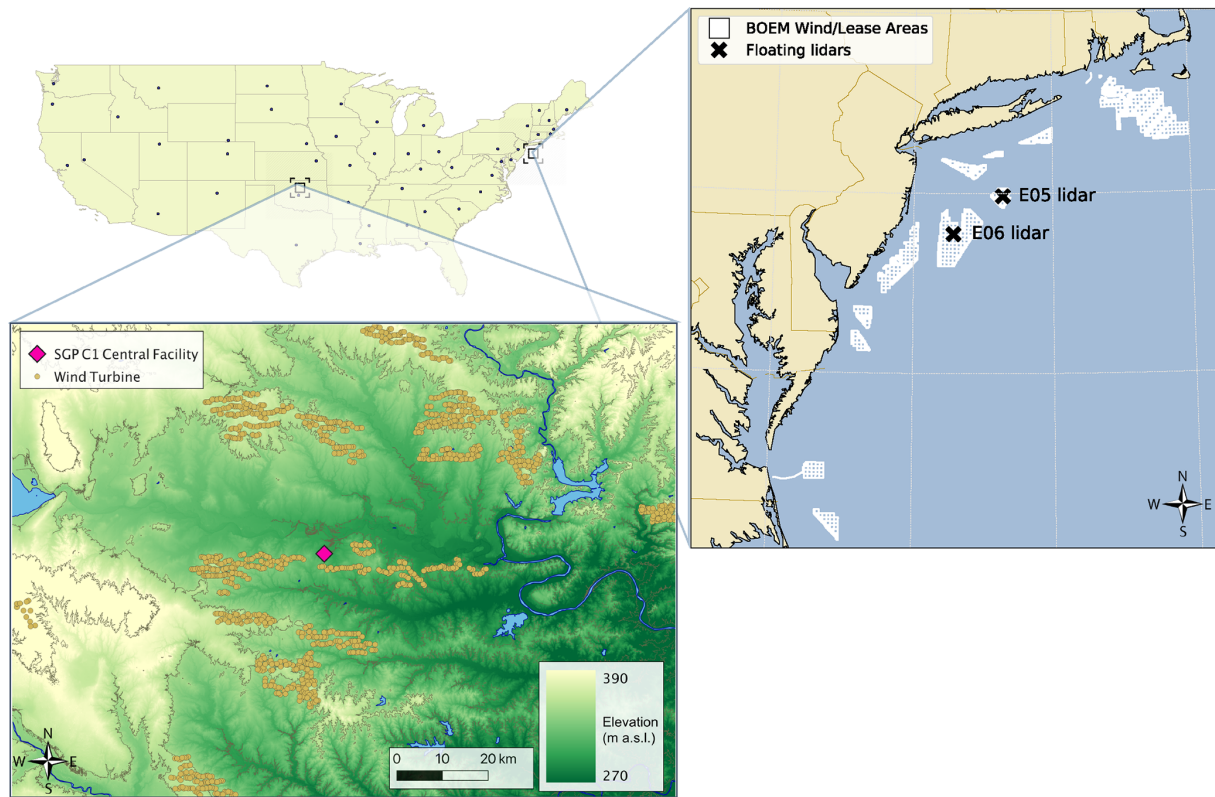 BOEM Wind/Lease Areas
Floating lidars
E05 lidar
E06 lidar
N
W E
S
SGP C1 Central Facility
Wind Turbine
390
Elevation
(m a.s.l.)
270
0 10 20 km
N
W E
S